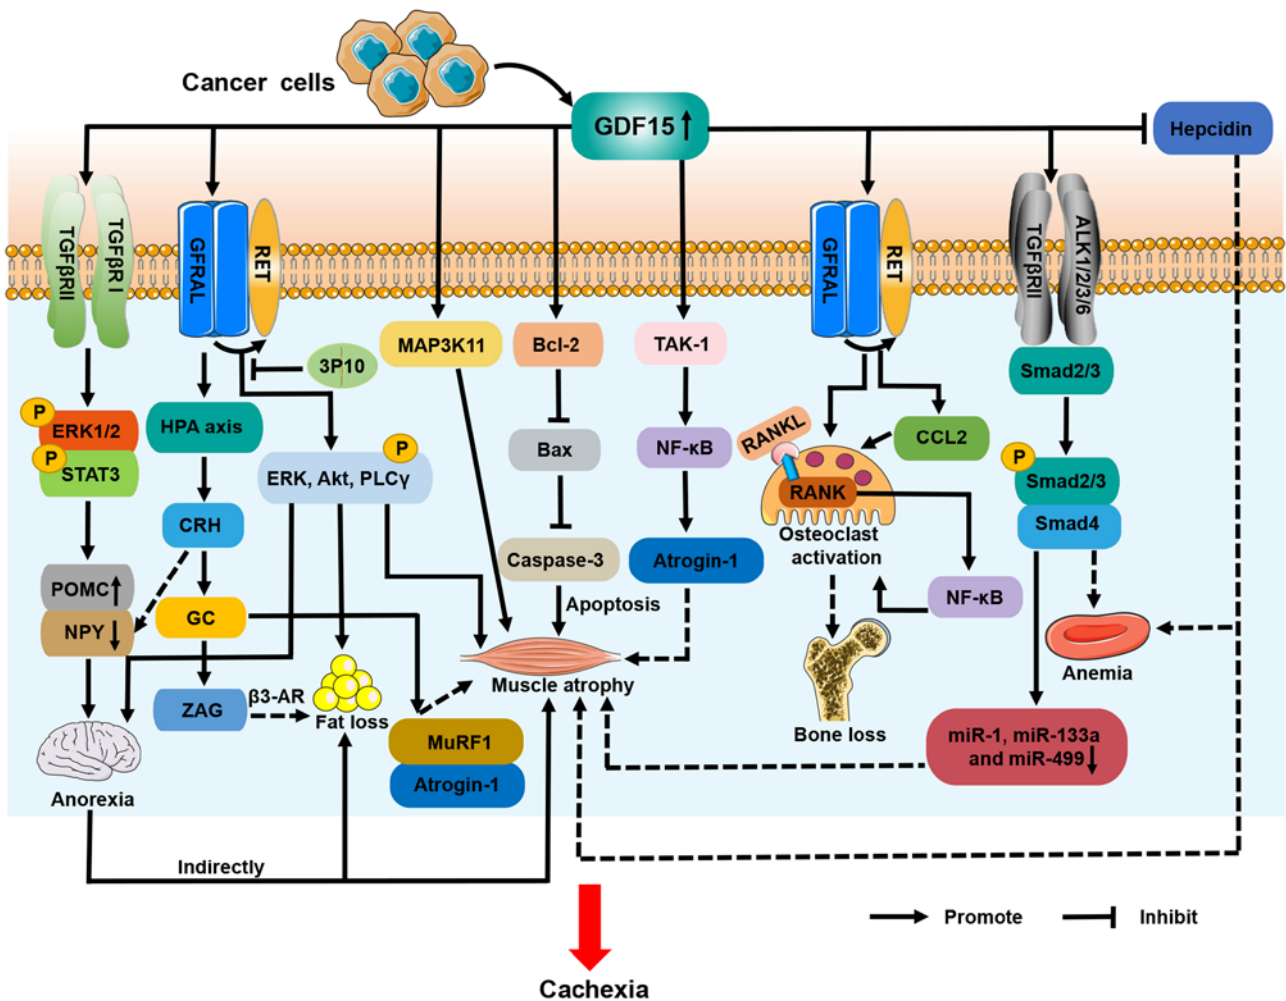 Cancer cells
GDF15
Hepcidin
TGFβRII
TGFβR I
GFRAL
RET
GFRAL
RET
TGFβRII
ALK1/2/3/6
MAP3K11
Bcl-2
TAK-1
3P10
Smad2/3
P
ERK1/2
P
STAT3
HPA axis
P
ERK, Akt, PLCγ
Bax
NF-κB
RANKL
CCL2
RANK
P
Smad2/3
Smad4
CRH
Osteoclast
activation
Caspase-3
Atrogin-1
POMC
NPY
GC
Apoptosis
NF-κB
Anemia
ZAG
β3-AR
Fat loss
Muscle atrophy
MuRF1
Atrogin-1
Bone loss
miR-1, miR-133a
and miR-499
Anorexia
Indirectly
Promote
Inhibit
Cachexia